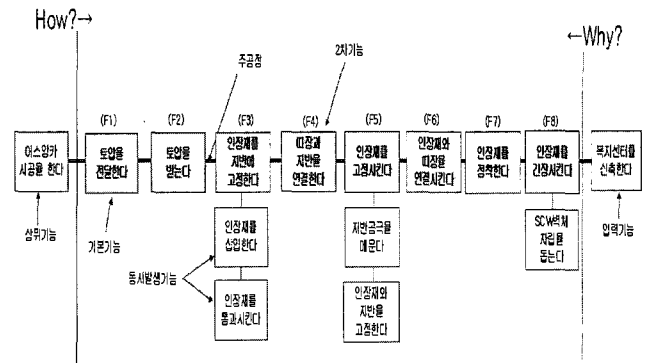 How?→
←Why?
주공정
2차기능
(F1)
(F2)
(F3)
(F4)
(F5)
(F6)
(F7)
(F8)
어스앙카
시공을 한다
토압을
전달한다
토압을
받는다
인장재를
지반에
고정한다
띠장과
지반을
연결한다
인장재를
고정시킨다
인장재와
띠장을
연결시킨다
인장재를
정착한다
인장재를
긴장시킨다
복지센터를
신축한다
상위기능
기본기능
동시발생기능
인장재를
삽입한다
인장재를
통과시킨다
지반공극을
메운다
인장재와
지반을
고정한다
SCW벽체
자립을
돕는다
입력기능